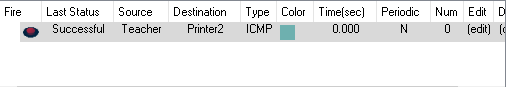 Fire Last Status Source Destination Type Color Time(sec) Periodic Num Edit D
Successful Teacher Printer2 ICMP 0.000 N 0 (edit) (